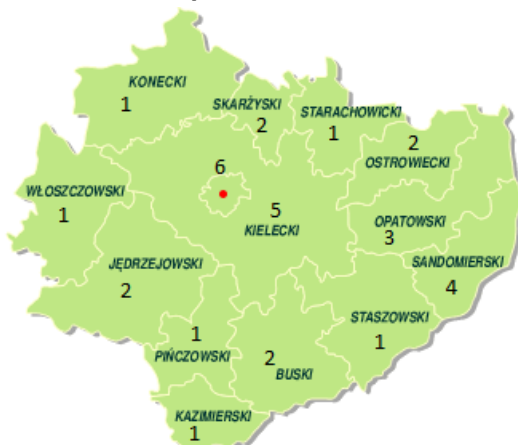 KONECKI
1
SKARŻYSKI
2
STARACHOWICKI
1
2
OSTROWIECKI
6
WŁOSZCZOWSKI
1
5
KIELECKI
OPATOWSKI
3
JĘDRZEJOWSKI
2
SANDOMIERSKI
4
STASZOWSKI
1
1
PIŃCZOWSKI
2
BUSKI
KAZIMIERSKI
1